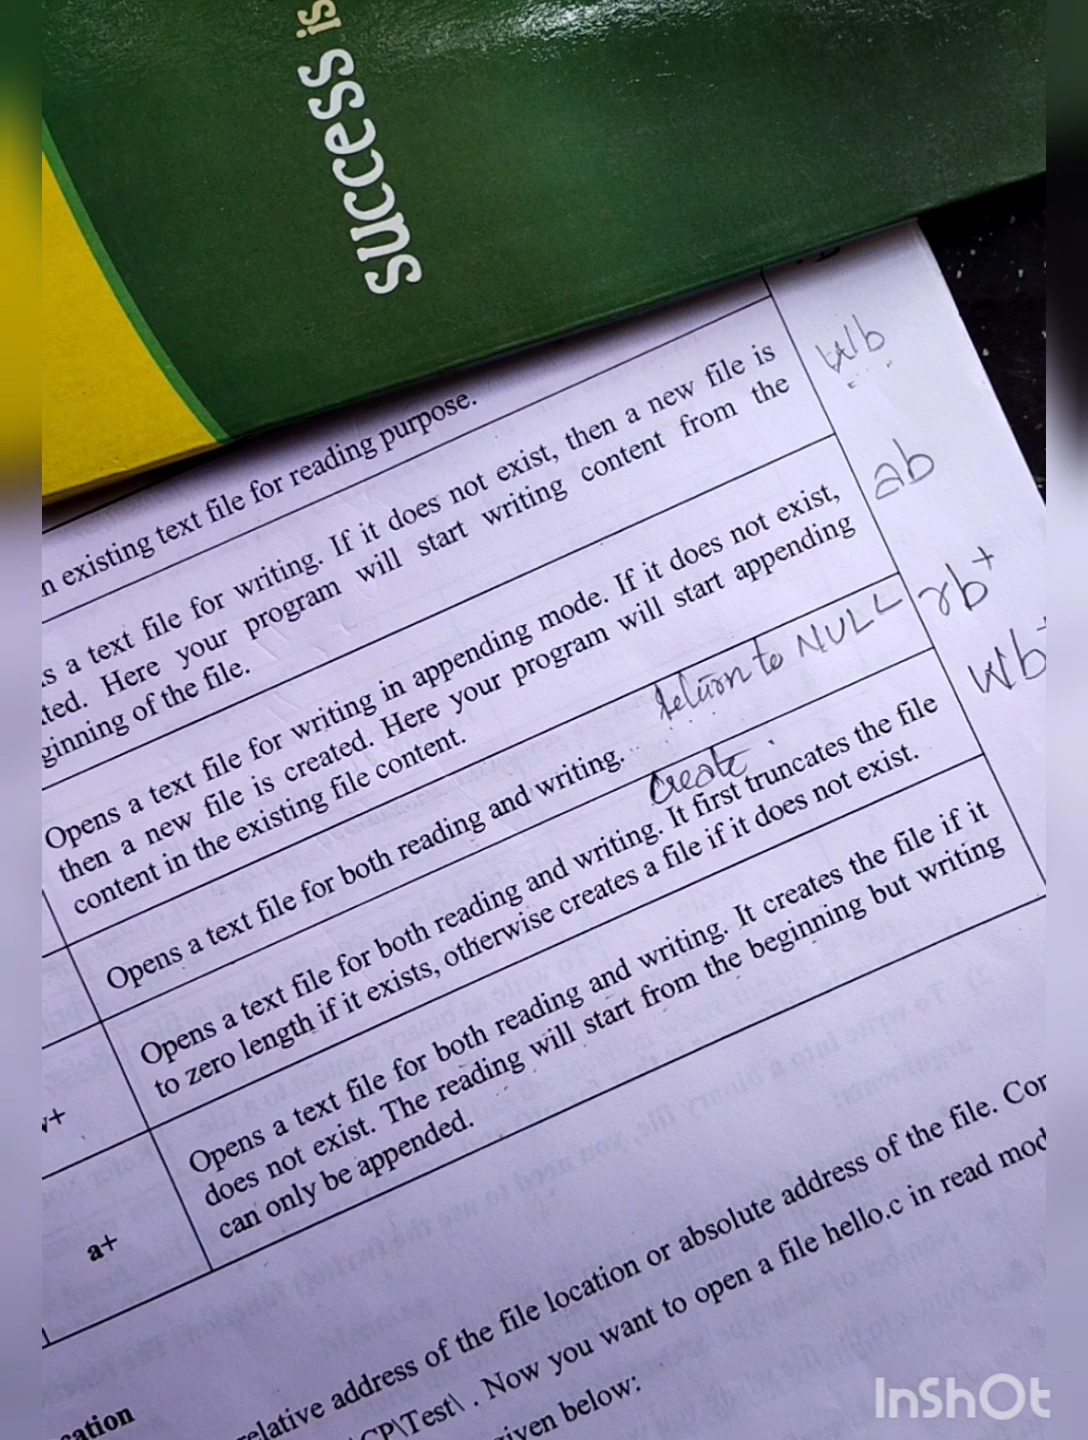 success is
existing text file for reading purpose.
a text file for writing. If it does not exist, then a new file is
Here your program will start writing content from the
of the file.
wb
Opens a text file for writing in appending mode. If it does not exist,
then a new file is created. Here your program will start appending
content in the existing file content.
ab
Opens a text file for both reading and writing. return to NULL
rb+
create
Opens a text file for both reading and writing. It first truncates the file
to zero length if it exists, otherwise creates a file if it does not exist.
wb+
a+
Opens a text file for both reading and writing. It creates the file if it
does not exist. The reading will start from the beginning but writing
can only be appended.
relative address of the file location or absolute address of the file.
CP\Test\ . Now you want to open a file hello.c in read
given below:
InShOt